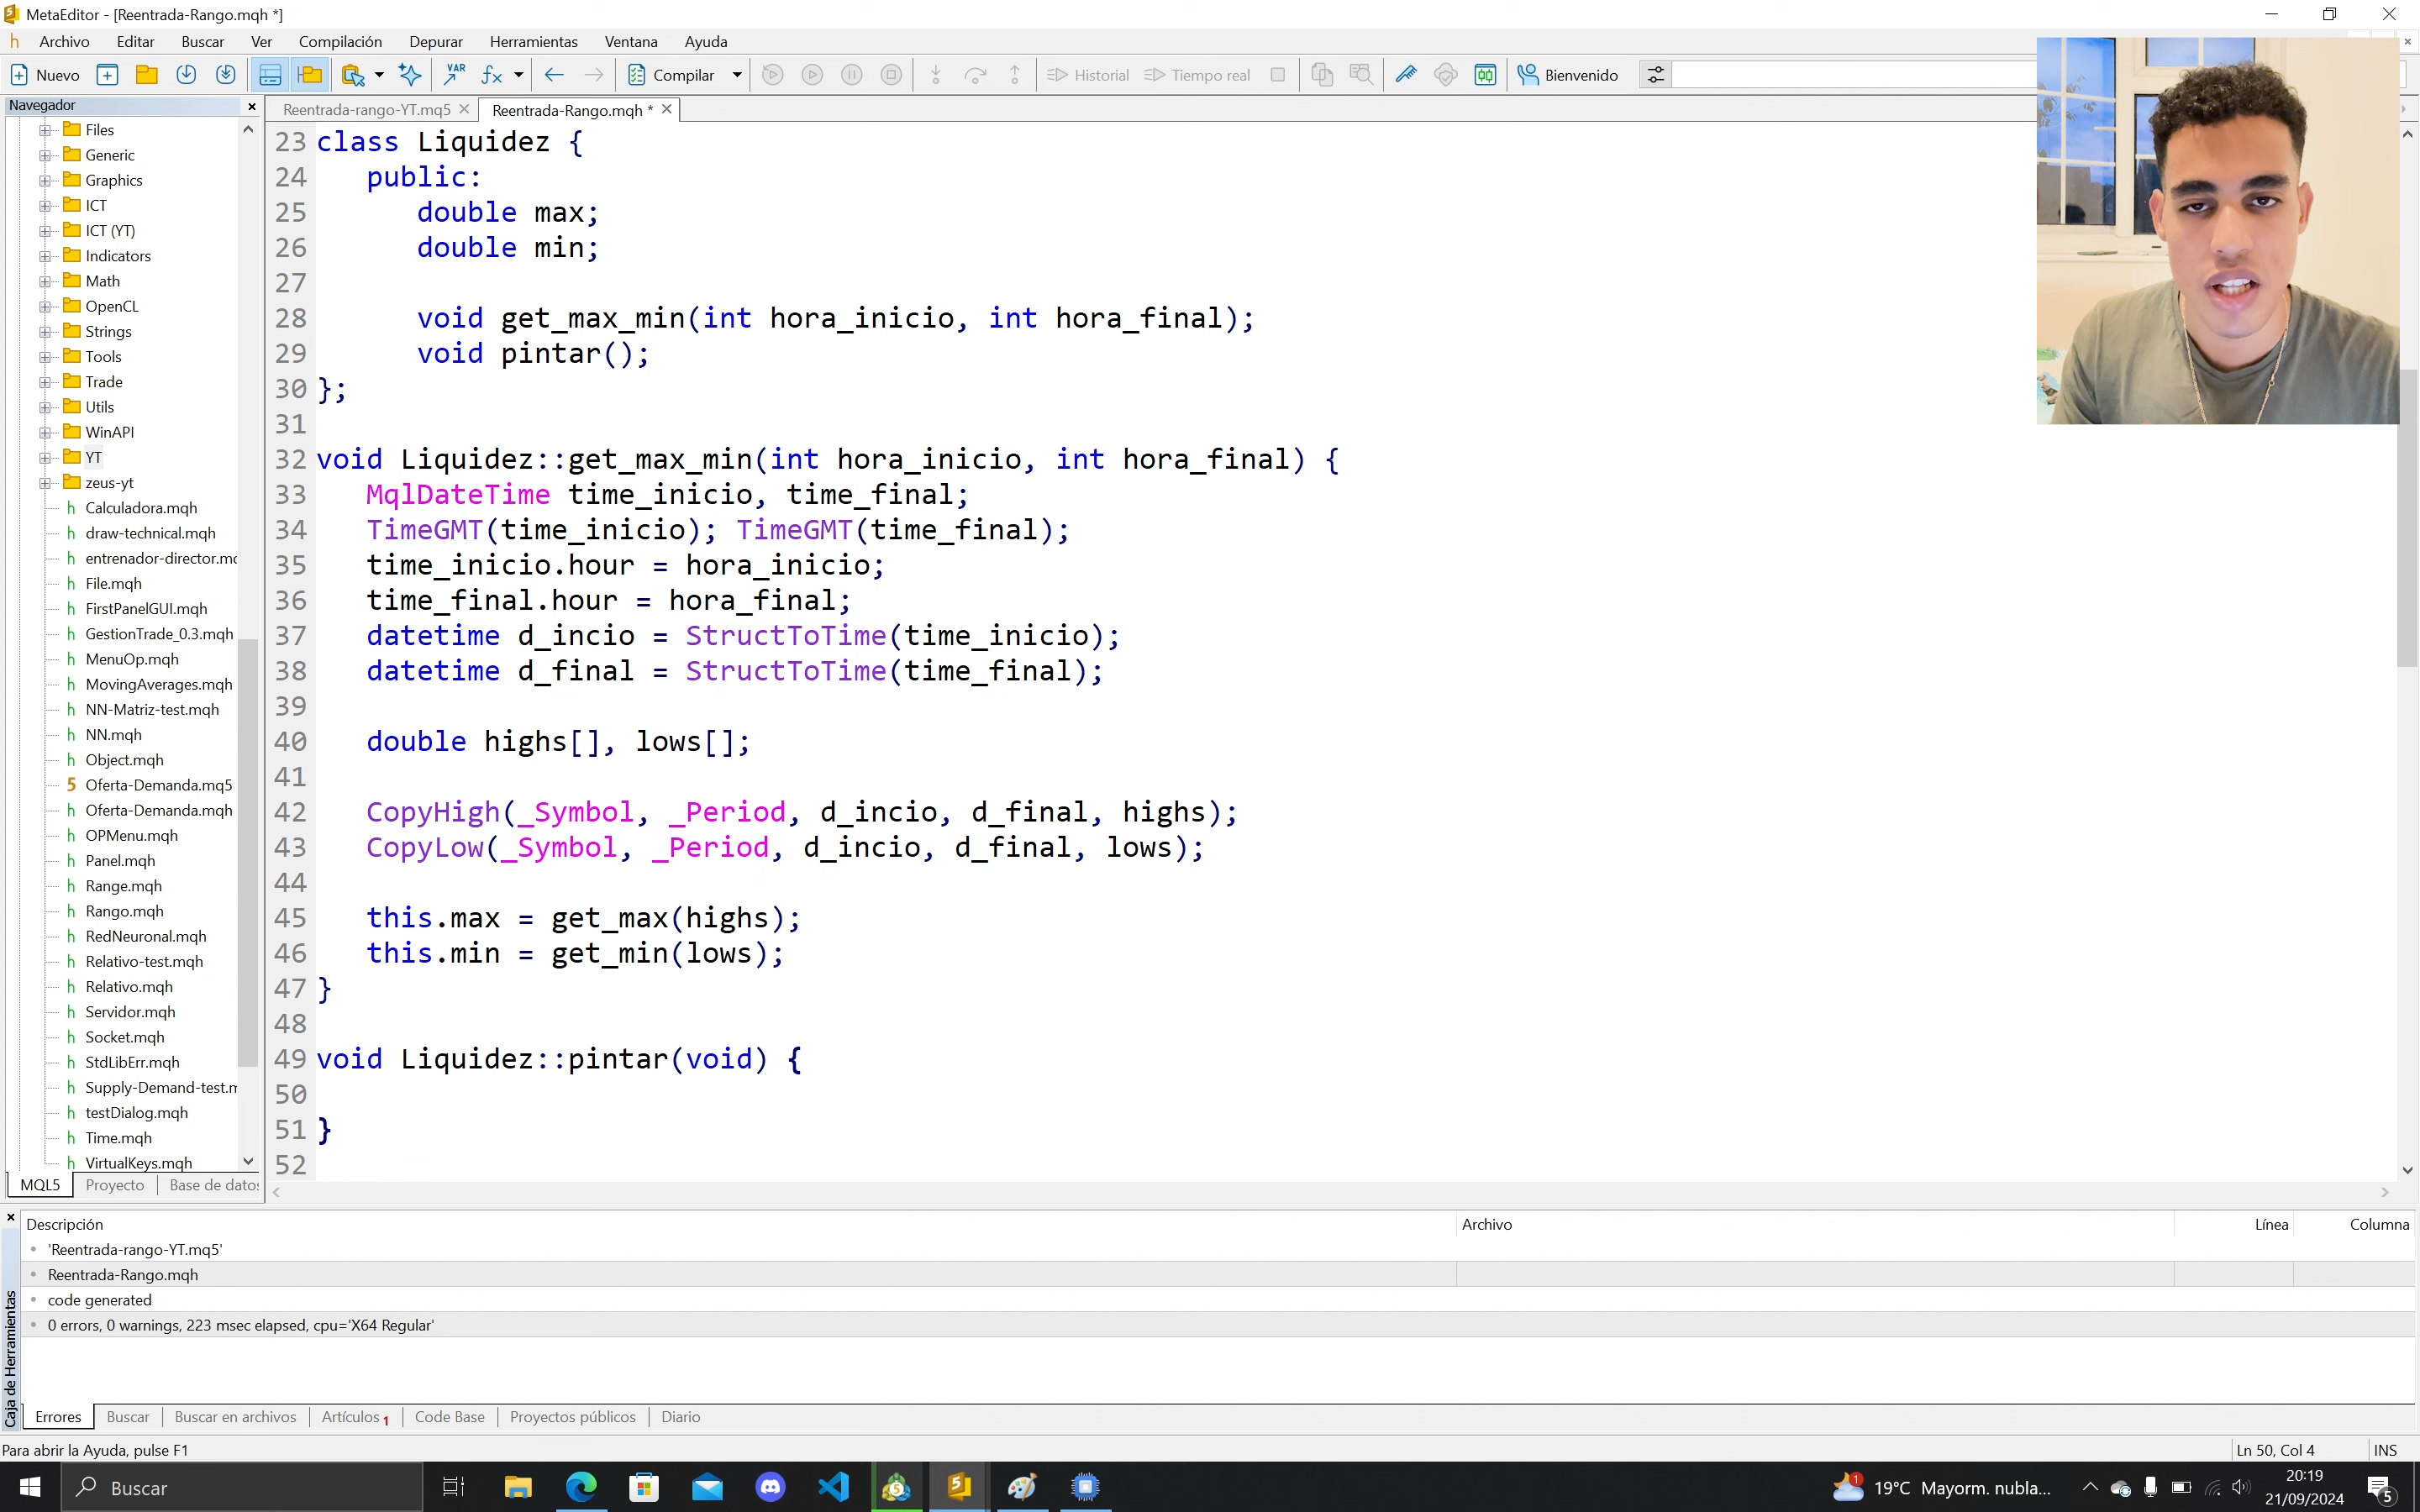 MetaEditor - [Reentrada-Rango.mqh *]
Archivo Editar Buscar Ver Compilación Depurar Herramientas Ventana Ayuda
Nuevo VAR Compilar Historial Tiempo real Bienvenido
Navegador
Reentrada-rango-YT.mq5 Reentrada-Rango.mqh *
Files
Generic
Graphics
ICT
ICT (YT)
Indicators
Math
OpenCL
Strings
Tools
Trade
Utils
WinAPI
YT
zeus-yt
Calculadora.mqh
draw-technical.mqh
entrenador-director.mq
File.mqh
FirstPanelGUI.mqh
GestionTrade_0.3.mqh
MenuOp.mqh
MovingAverages.mqh
NN-Matriz-test.mqh
NN.mqh
Object.mqh
Oferta-Demanda.mq5
Oferta-Demanda.mqh
OPMenu.mqh
Panel.mqh
Range.mqh
Rango.mqh
RedNeuronal.mqh
Relativo-test.mqh
Relativo.mqh
Servidor.mqh
Socket.mqh
StdLibErr.mqh
Supply-Demand-test.m
testDialog.mqh
Time.mqh
VirtualKeys.mqh
MQL5 Proyecto Base de datos
23 class Liquidez {
24 public:
25 double max;
26 double min;
27
28 void get_max_min(int hora_inicio, int hora_final);
29 void pintar();
30 };
31
32 void Liquidez::get_max_min(int hora_inicio, int hora_final) {
33 MqlDateTime time_inicio, time_final;
34 TimeGMT(time_inicio); TimeGMT(time_final);
35 time_inicio.hour = hora_inicio;
36 time_final.hour = hora_final;
37 datetime d_incio = StructToTime(time_inicio);
38 datetime d_final = StructToTime(time_final);
39
40 double highs[], lows[];
41
42 CopyHigh(_Symbol, _Period, d_incio, d_final, highs);
43 CopyLow(_Symbol, _Period, d_incio, d_final, lows);
44
45 this.max = get_max(highs);
46 this.min = get_min(lows);
47 }
48
49 void Liquidez::pintar(void) {
50
51 }
52
Descripción Archivo Línea Columna
'Reentrada-rango-YT.mq5'
Reentrada-Rango.mqh
code generated
0 errors, 0 warnings, 223 msec elapsed, cpu='X64 Regular'
Caja de Herramientas
Errores Buscar Buscar en archivos Artículos 1 Code Base Proyectos públicos Diario
Para abrir la Ayuda, pulse F1 Ln 50, Col 4 INS
Buscar 1 19°C Mayorm. nubla... 20:19
21/09/2024 5